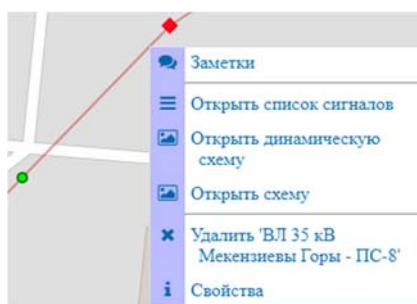 Заметки
Открыть список сигналов
Открыть динамическую
схему
Открыть схему
Удалить 'ВЛ 35 кВ
Мекензиевы Горы - ПС-8'
Свойства